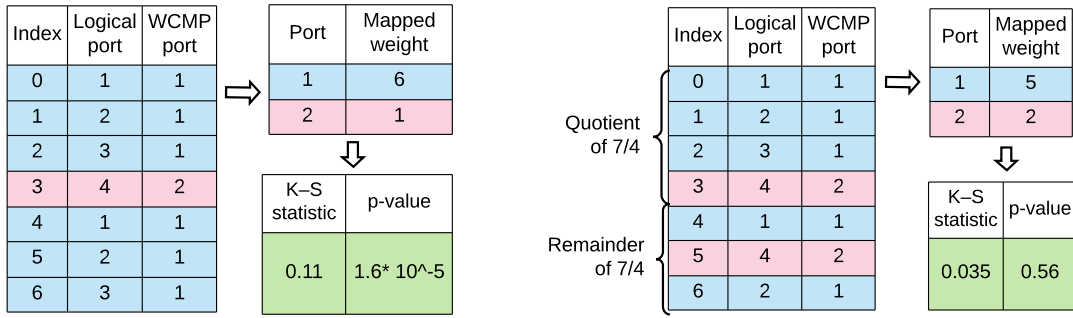 Index Logical port WCMP port
0 1 1
1 2 1
2 3 1
3 4 2
4 1 1
5 2 1
6 3 1
Port Mapped weight
1 6
2 1
K–S statistic p-value
0.11 1.6* 10^-5
Quotient
of 7/4
Remainder
of 7/4
Index Logical port WCMP port
0 1 1
1 2 1
2 3 1
3 4 2
4 1 1
5 4 2
6 2 1
Port Mapped weight
1 5
2 2
K–S statistic p-value
0.035 0.56